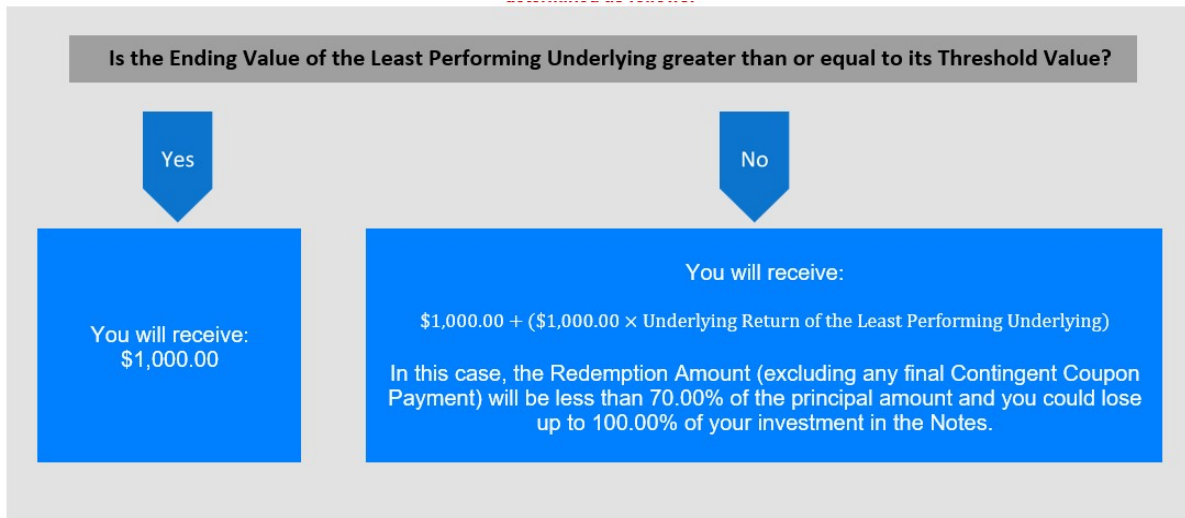 Is the Ending Value of the Least Performing Underlying greater than or equal to its Threshold Value?
Yes
No
You will receive:
$1,000.00
You will receive:
$1,000.00 + ($1,000.00 × Underlying Return of the Least Performing Underlying)
In this case, the Redemption Amount (excluding any final Contingent Coupon
Payment) will be less than 70.00% of the principal amount and you could lose
up to 100.00% of your investment in the Notes.